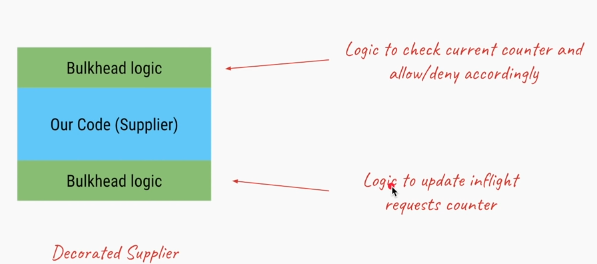 Bulkhead logic
Logic to check current counter and
allow/deny accordingly
Our Code (Supplier)
Bulkhead logic
Logic to update inflight
requests counter
Decorated Supplier